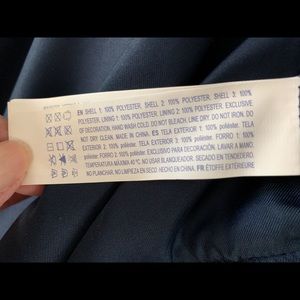 EN SHELL 1: 100% POLYESTER, SHELL 2: 100% POLYESTER, SHELL 3: 100%
POLYESTER, LINING 1: 100% POLYESTER, LINING 2: 100% POLYESTER. EXCLUSIVE
OF DECORATION, HAND WASH COLD. DO NOT BLEACH. LINE DRY. DO NOT IRON. DO
NOT DRY CLEAN. MADE IN CHINA. ES TELA EXTERIOR 1: 100% poliéster, TELA
EXTERIOR 2: 100% poliéster, TELA EXTERIOR 3:100% poliéster, FORRO 1: 100%
poliéster, FORRO 2: 100% poliéster. EXCLUSIVO PARA DECORACIÓN. LAVAR A MANO.
TEMPERATURA MÁXIMA 40°C. NO USAR BLANQUEADOR. SECADO EN TENDEDERO.
NO PLANCHAR. NO LIMPIEZA EN SECO. HECHO EN CHINA. FR ÉTOFFE EXTÉRIEURE